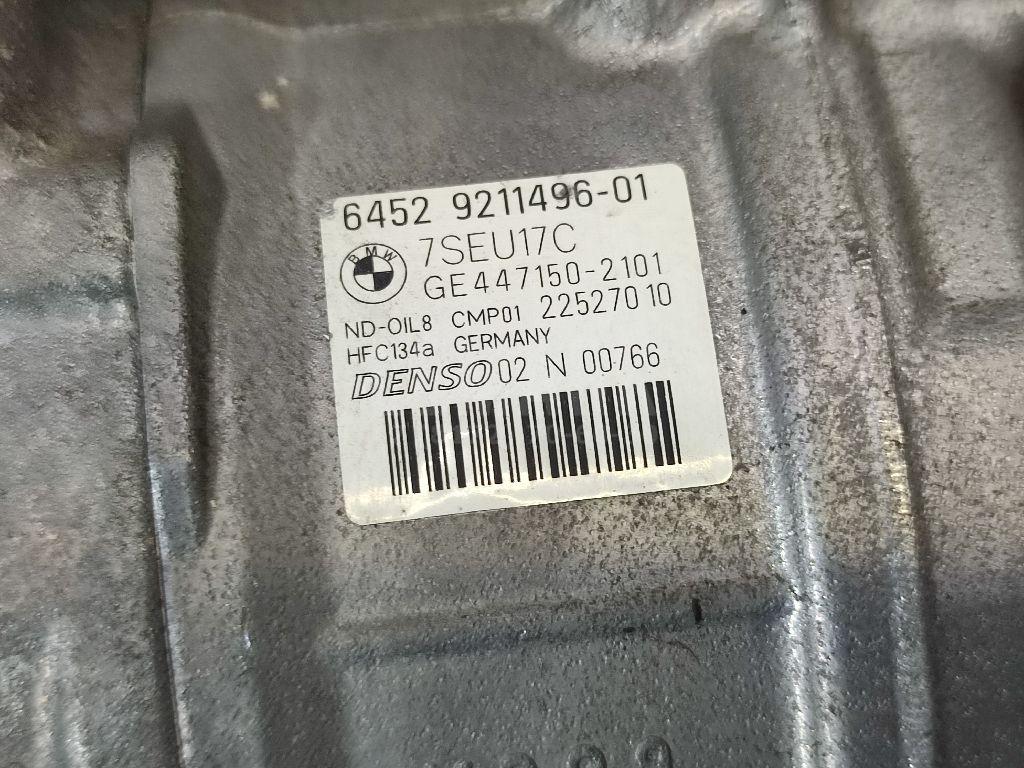 6452 9211496-01
BMW
7SEU17C
GE447150-2101
ND-OIL8 CMP01 22527010
HFC134a GERMANY
DENSO 02 N 00766